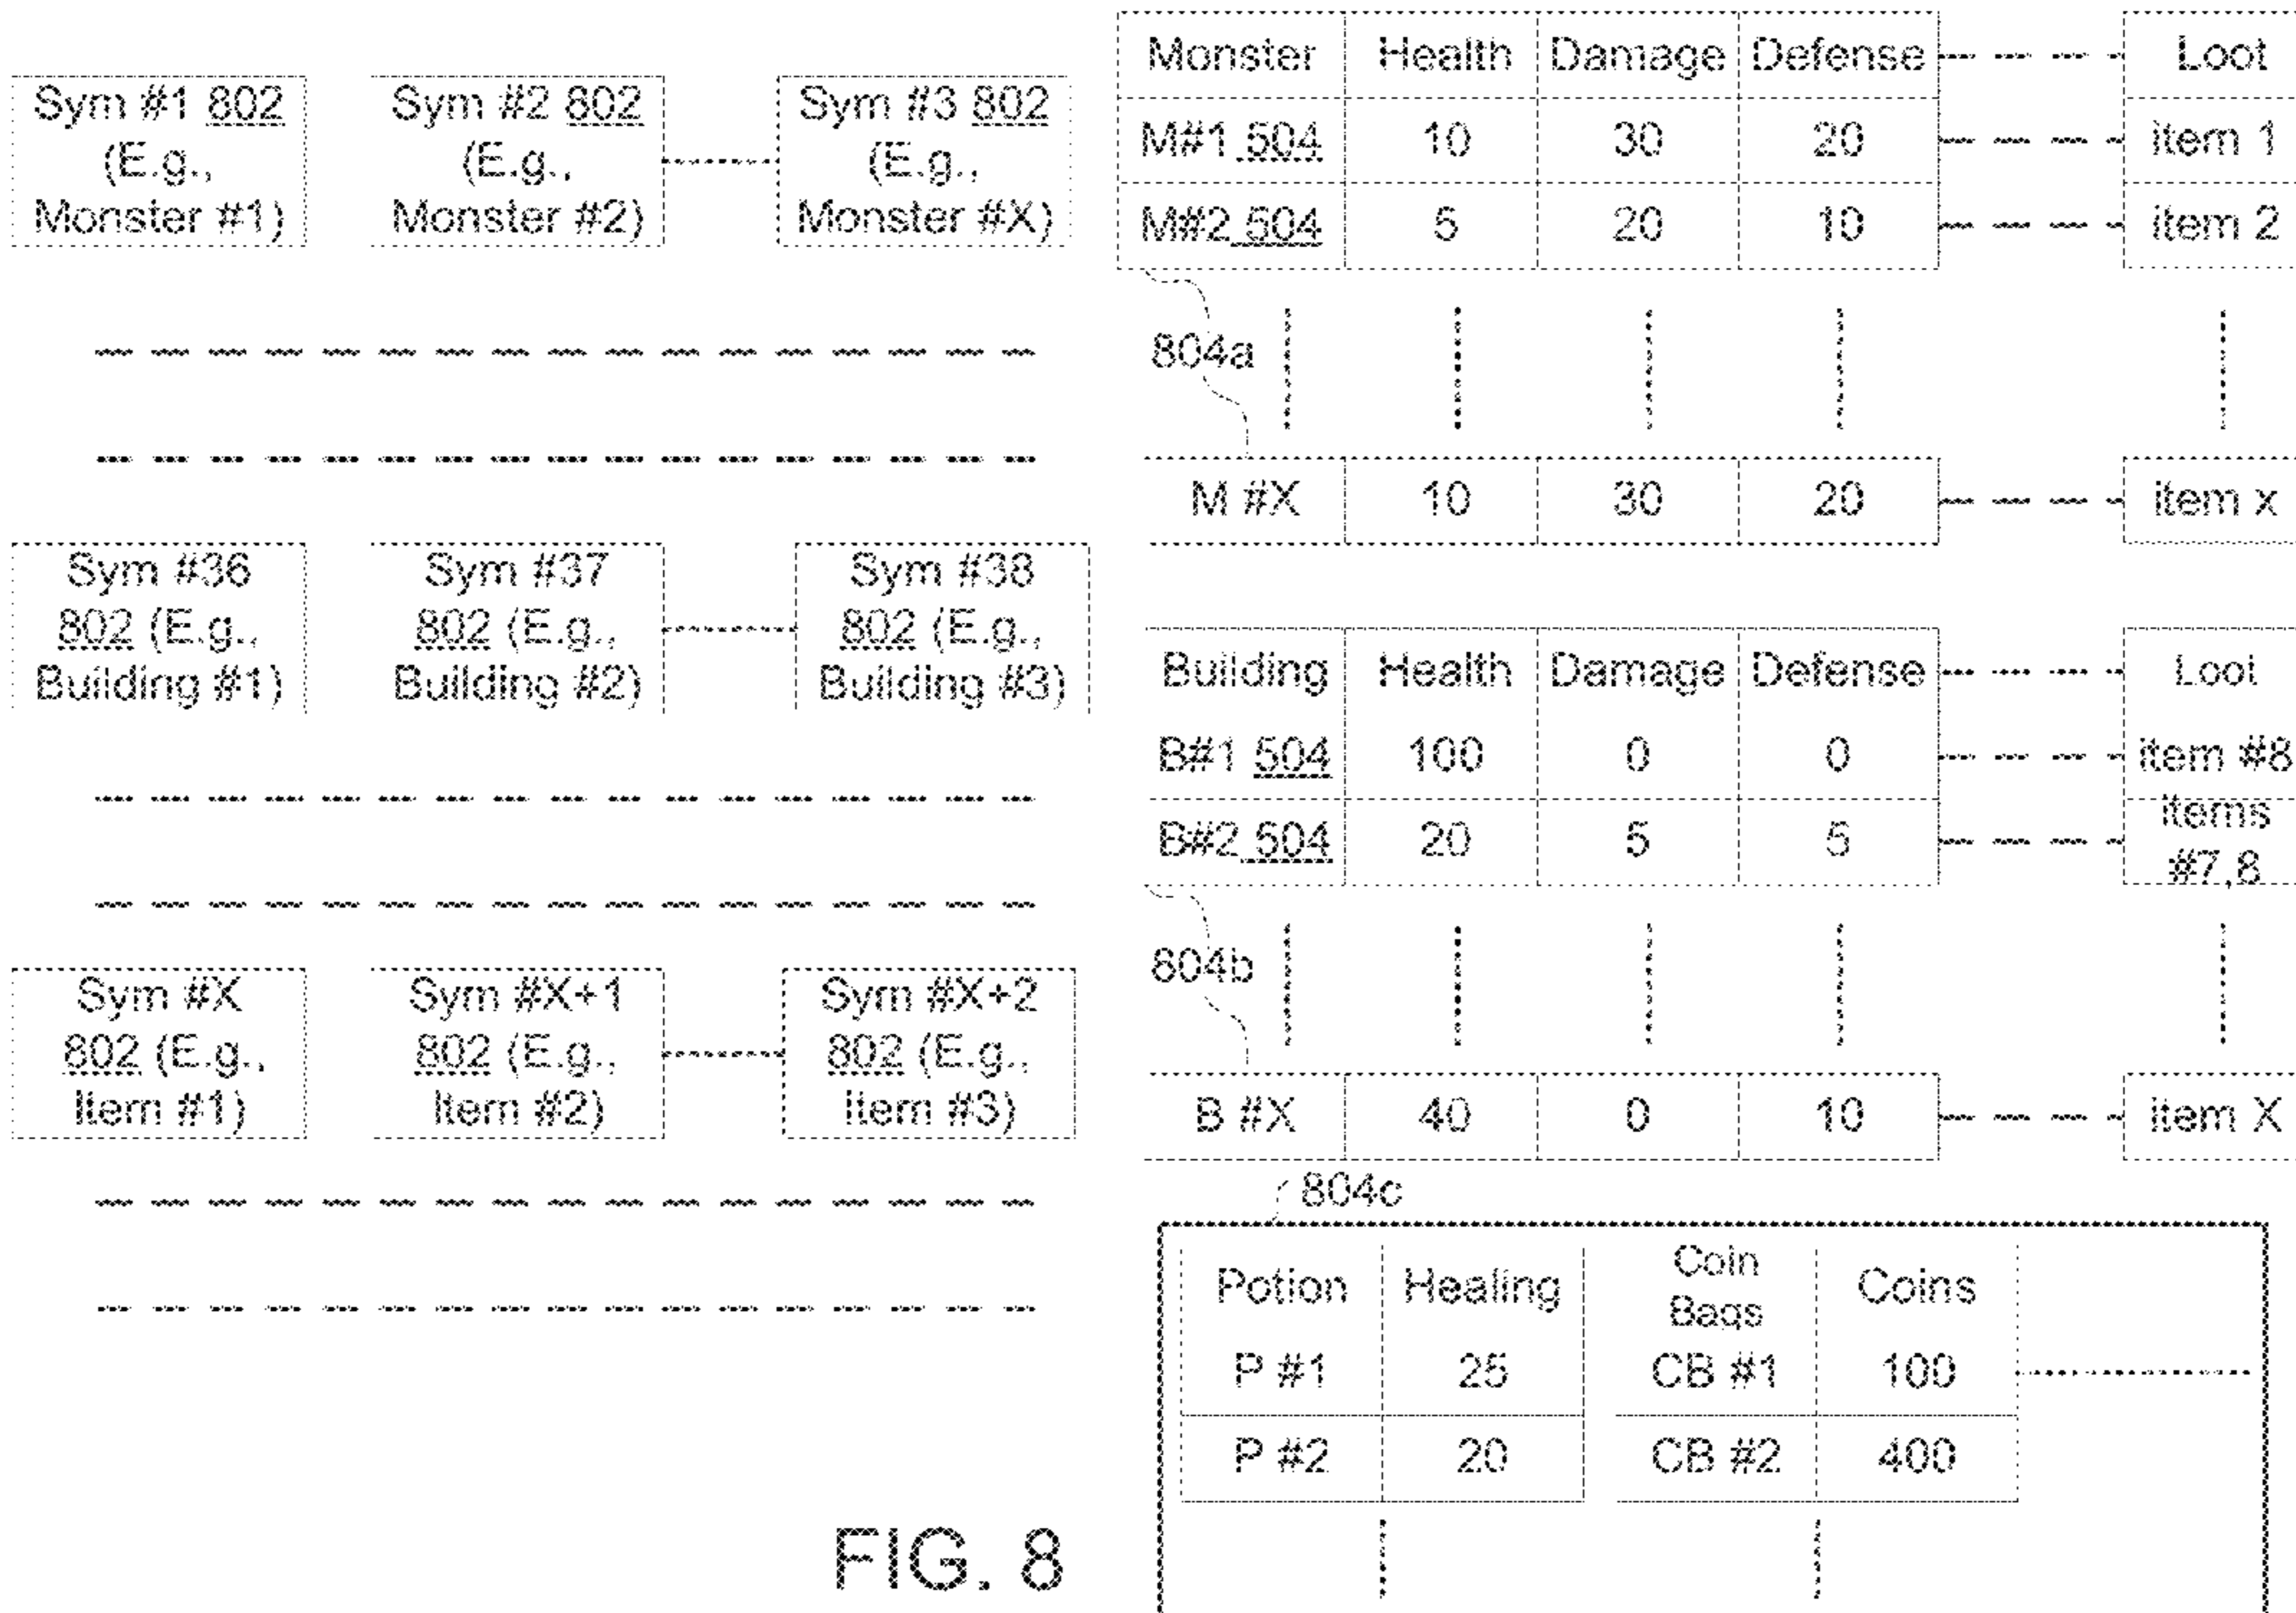 Sym #1 802
(E.g.,
Monster #1)
Sym #2 802
(E.g.,
Monster #2)
Sym #3 802
(E.g.,
Monster #X)
Sym #36
802 (E.g.,
Building #1)
Sym #37
802 (E.g.,
Building #2)
Sym #38
802 (E.g.,
Building #3)
Sym #X
802 (E.g.,
Item #1)
Sym #X+1
802 (E.g.,
Item #2)
Sym #X+2
802 (E.g.,
Item #3)
Monster Health Damage Defense Loot
M#1 504 10 30 20 item 1
M#2 504 5 20 10 item 2
804a
M #X 10 30 20 item x
Building Health Damage Defense Loot
B#1 504 100 0 0 item #8
B#2 504 20 5 5 items
#7,8
804b
B #X 40 0 10 item X
804c
Potion Healing Coin
Bags Coins
P #1 25 CB #1 100
P #2 20 CB #2 400
FIG. 8